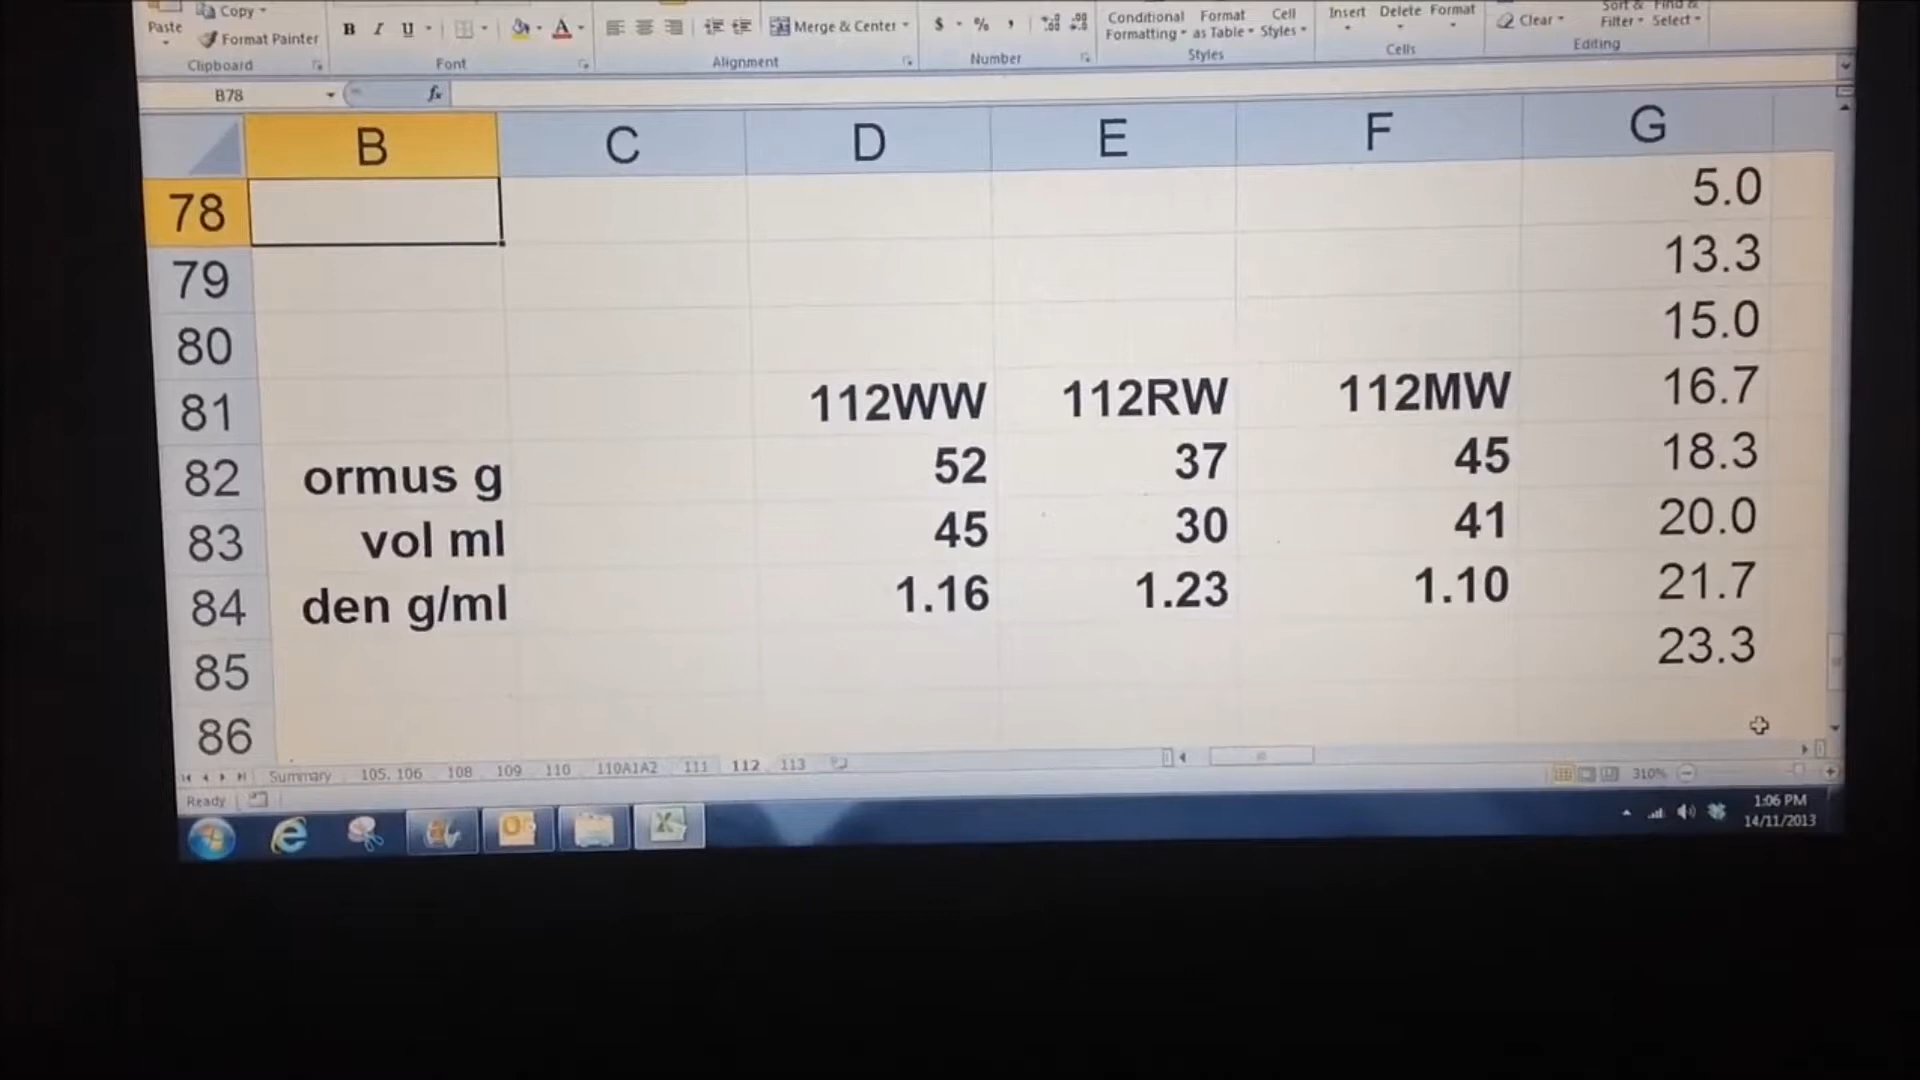 Paste Copy
Format Painter
Clipboard
B I U A
Font
Merge & Center
Alignment
$ % ,
Number
Conditional Formatting Format as Table Cell Styles
Styles
Insert Delete Format
Cells
Clear Sort & Filter Find & Select
Editing
B78 fx
B C D E F G
78 5.0
79 13.3
80 15.0
81 112WW 112RW 112MW 16.7
82 ormus g 52 37 45 18.3
83 vol ml 45 30 41 20.0
84 den g/ml 1.16 1.23 1.10 21.7
85 23.3
86
Summary 105, 106 108 109 110 110A1A2 111 112 113
Ready 310%
1:06 PM
14/11/2013